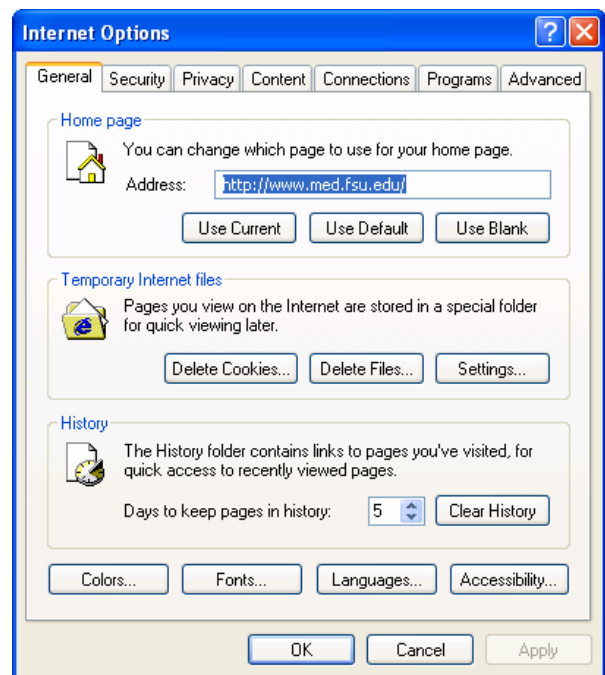 Internet Options
General Security Privacy Content Connections Programs Advanced
Home page
You can change which page to use for your home page.
Address: http://www.med.fsu.edu/
Use Current Use Default Use Blank
Temporary Internet files
Pages you view on the Internet are stored in a special folder
for quick viewing later.
Delete Cookies... Delete Files... Settings...
History
The History folder contains links to pages you've visited, for
quick access to recently viewed pages.
Days to keep pages in history: 5 Clear History
Colors... Fonts... Languages... Accessibility...
OK Cancel Apply